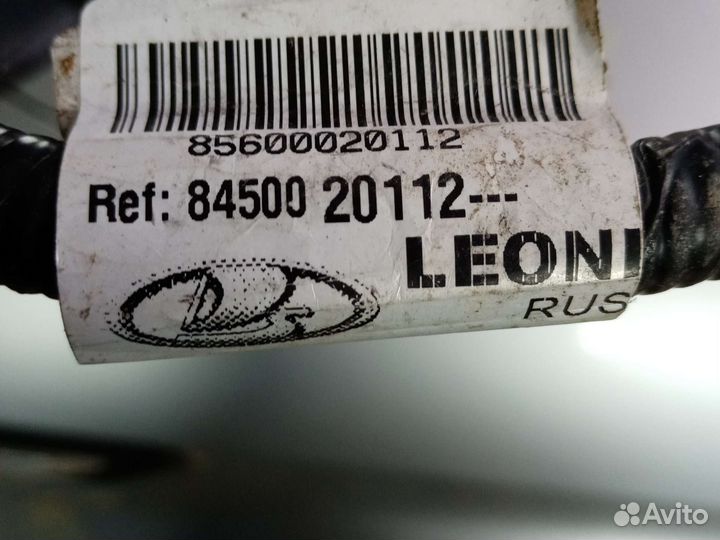 85600020112
Ref: 84500 20112---
LEONI
RUS
Avito